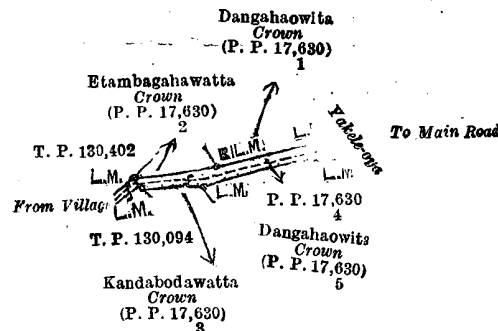 Dangahaowita
Crown
(P. P. 17,630)
1
Etambagahawatta
Crown
(P. P. 17,630)
2
Yakele-oya
To Main Road
T. P. 130,402
L.M.
L.M.
L.
L.M.
From Village
L.M.
L.M.
P. P. 17,630
4
T. P. 130,094
Dangahaowita
Crown
(P. P. 17,630)
5
Kandabodawatta
Crown
(P. P. 17,630)
3